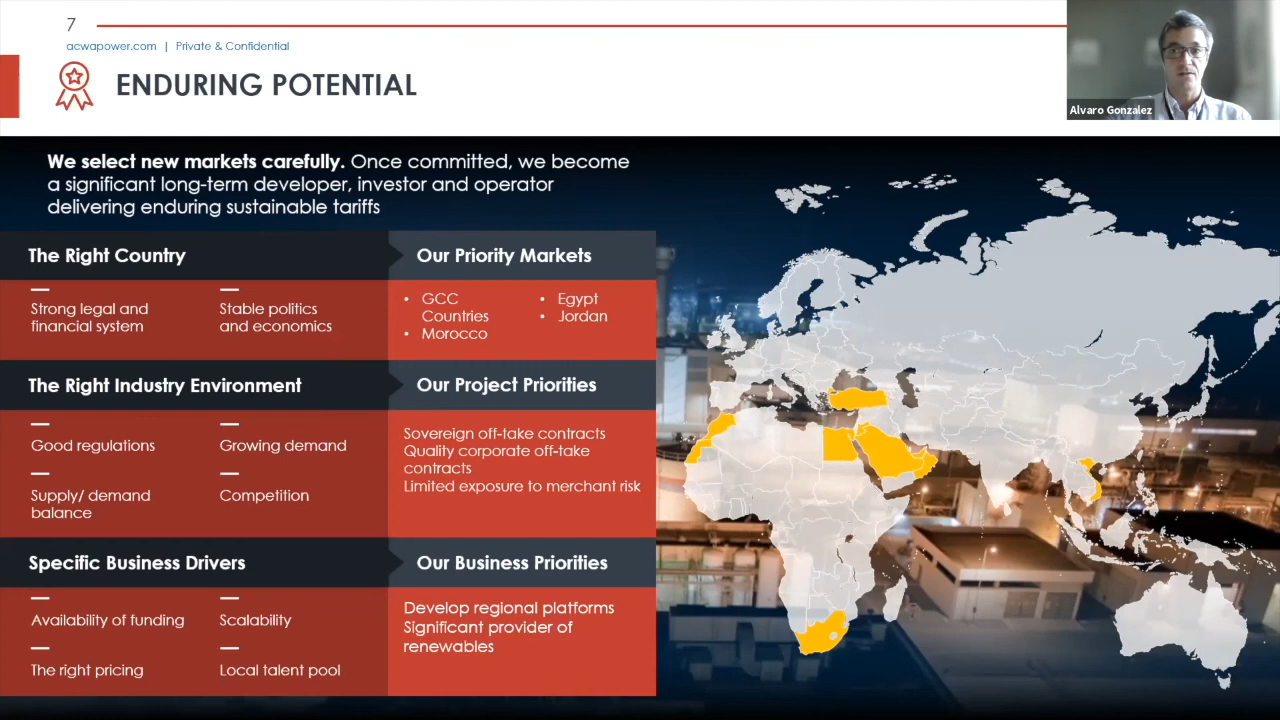 7
acwapower.com | Private & Confidential
ENDURING POTENTIAL
Alvaro Gonzalez
We select new markets carefully. Once committed, we become
a significant long-term developer, investor and operator
delivering enduring sustainable tariffs
The Right Country
Our Priority Markets
Strong legal and
financial system
Stable politics
and economics
• GCC
Countries
• Morocco
• Egypt
• Jordan
The Right Industry Environment
Our Project Priorities
Good regulations
Growing demand
Supply/ demand
balance
Competition
Sovereign off-take contracts
Quality corporate off-take
contracts
Limited exposure to merchant risk
Specific Business Drivers
Our Business Priorities
Availability of funding
Scalability
The right pricing
Local talent pool
Develop regional platforms
Significant provider of
renewables